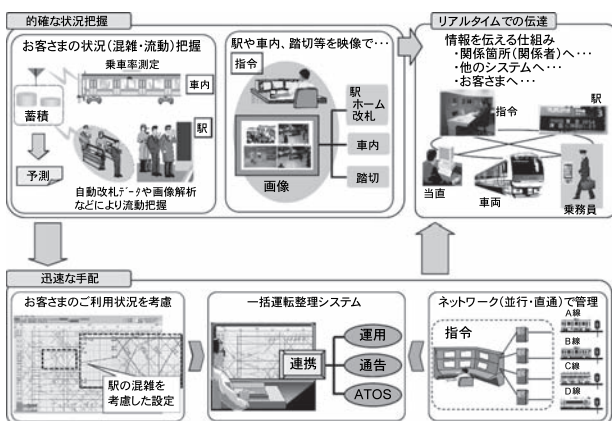 的確な状況把握
お客さまの状況(混雑・流動)把握
乗車率測定
車内
蓄積
駅
予測
自動改札データや画像解析
などにより流動把握
駅や車内、踏切等を映像で…
指令
画像
駅
ホーム
改札
車内
踏切
リアルタイムでの伝達
情報を伝える仕組み
・関係箇所(関係者)へ…
・他のシステムへ…
・お客さまへ…
指令
駅
当直
車両
乗務員
迅速な手配
お客さまのご利用状況を考慮
駅の混雑を
考慮した設定
一括運転整理システム
連携
運用
通告
ATOS
ネットワーク(並行・直通)で管理
指令
A線
B線
C線
D線